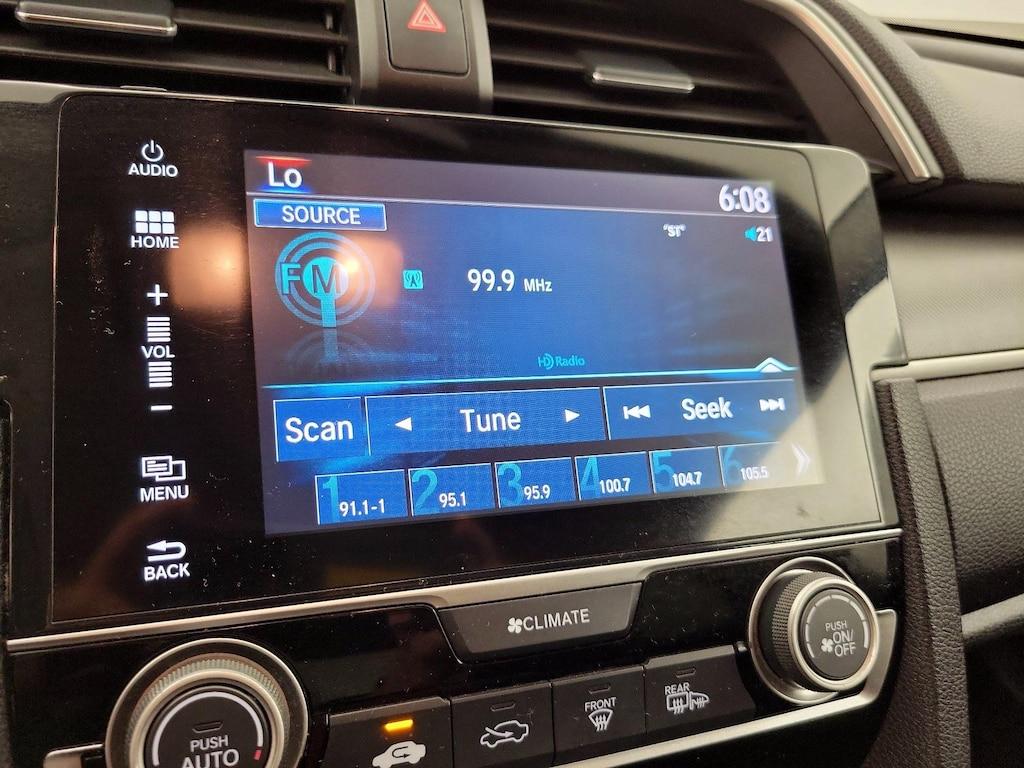 AUDIO
HOME
+
VOL
−
MENU
BACK
Lo
6:08
SOURCE
"ST"
21
FM
99.9 MHz
HD Radio
Scan
Tune
Seek
1 91.1-1
2 95.1
3 95.9
4 100.7
5 104.7
6 105.5
CLIMATE
PUSH
ON/
OFF
PUSH
AUTO
FRONT
REAR